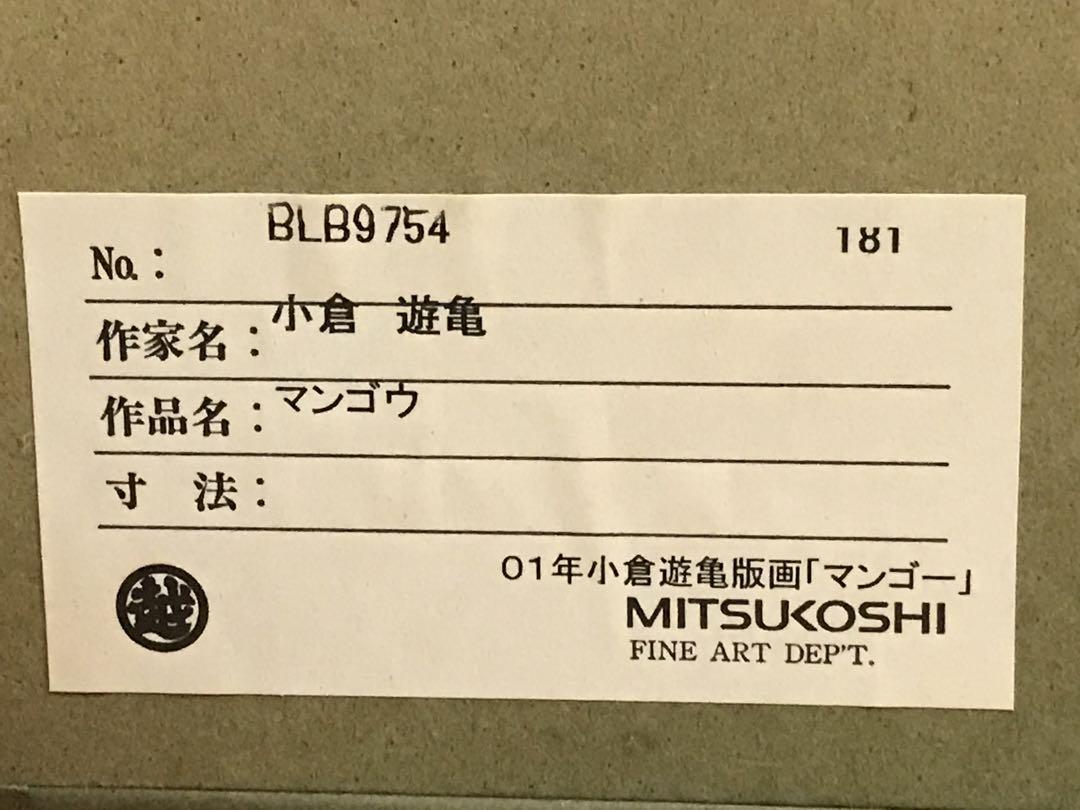 No.: BLB9754 181
作家名: 小倉 遊亀
作品名: マンゴウ
寸 法:
01年小倉遊亀版画「マンゴー」
越
MITSUKOSHI
FINE ART DEP'T.